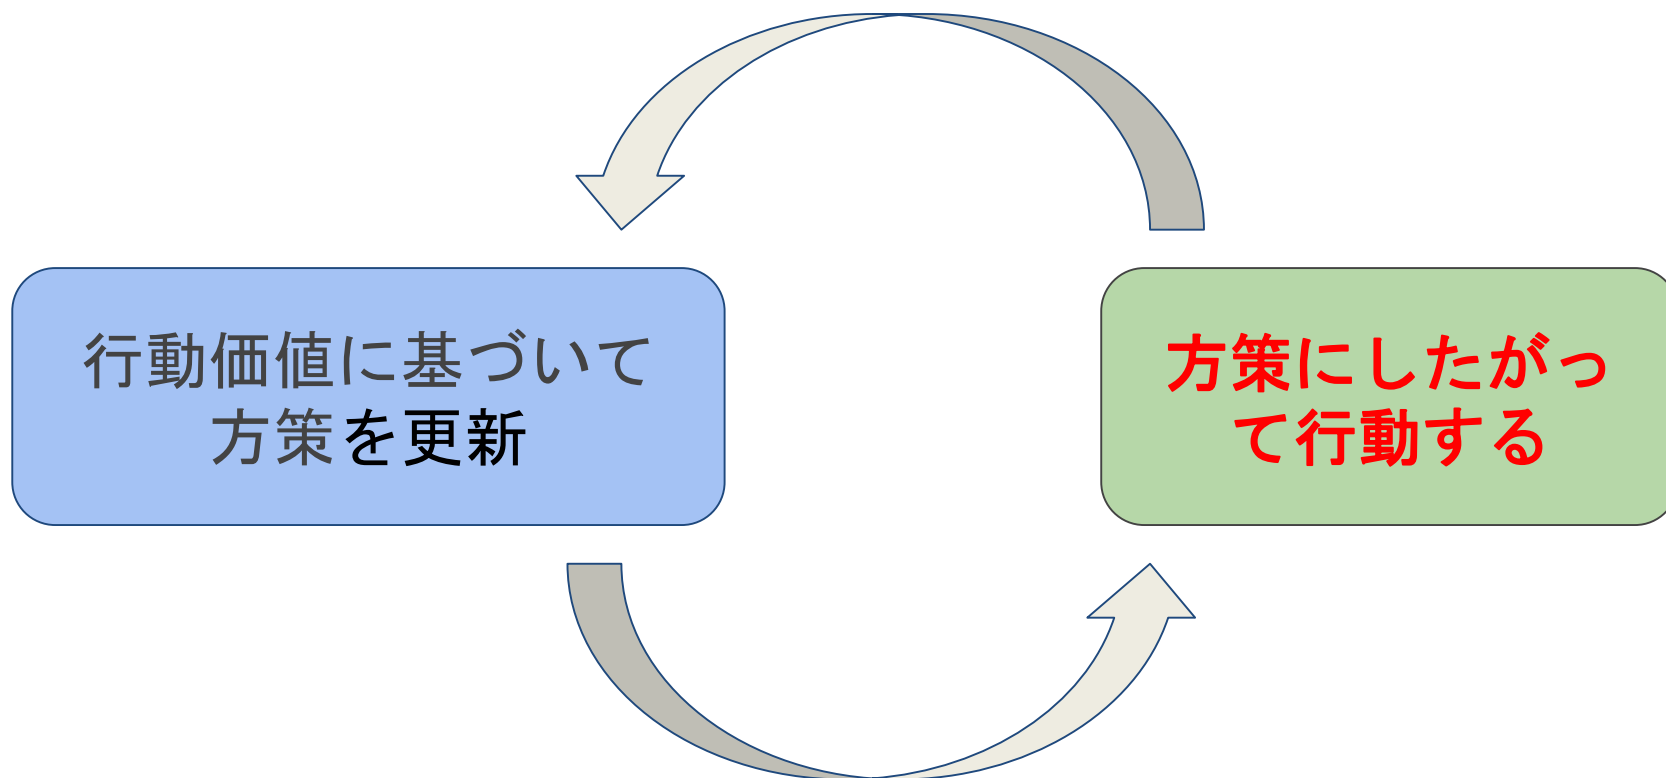 行動価値に基づいて
方策を更新
方策にしたがっ
て行動する